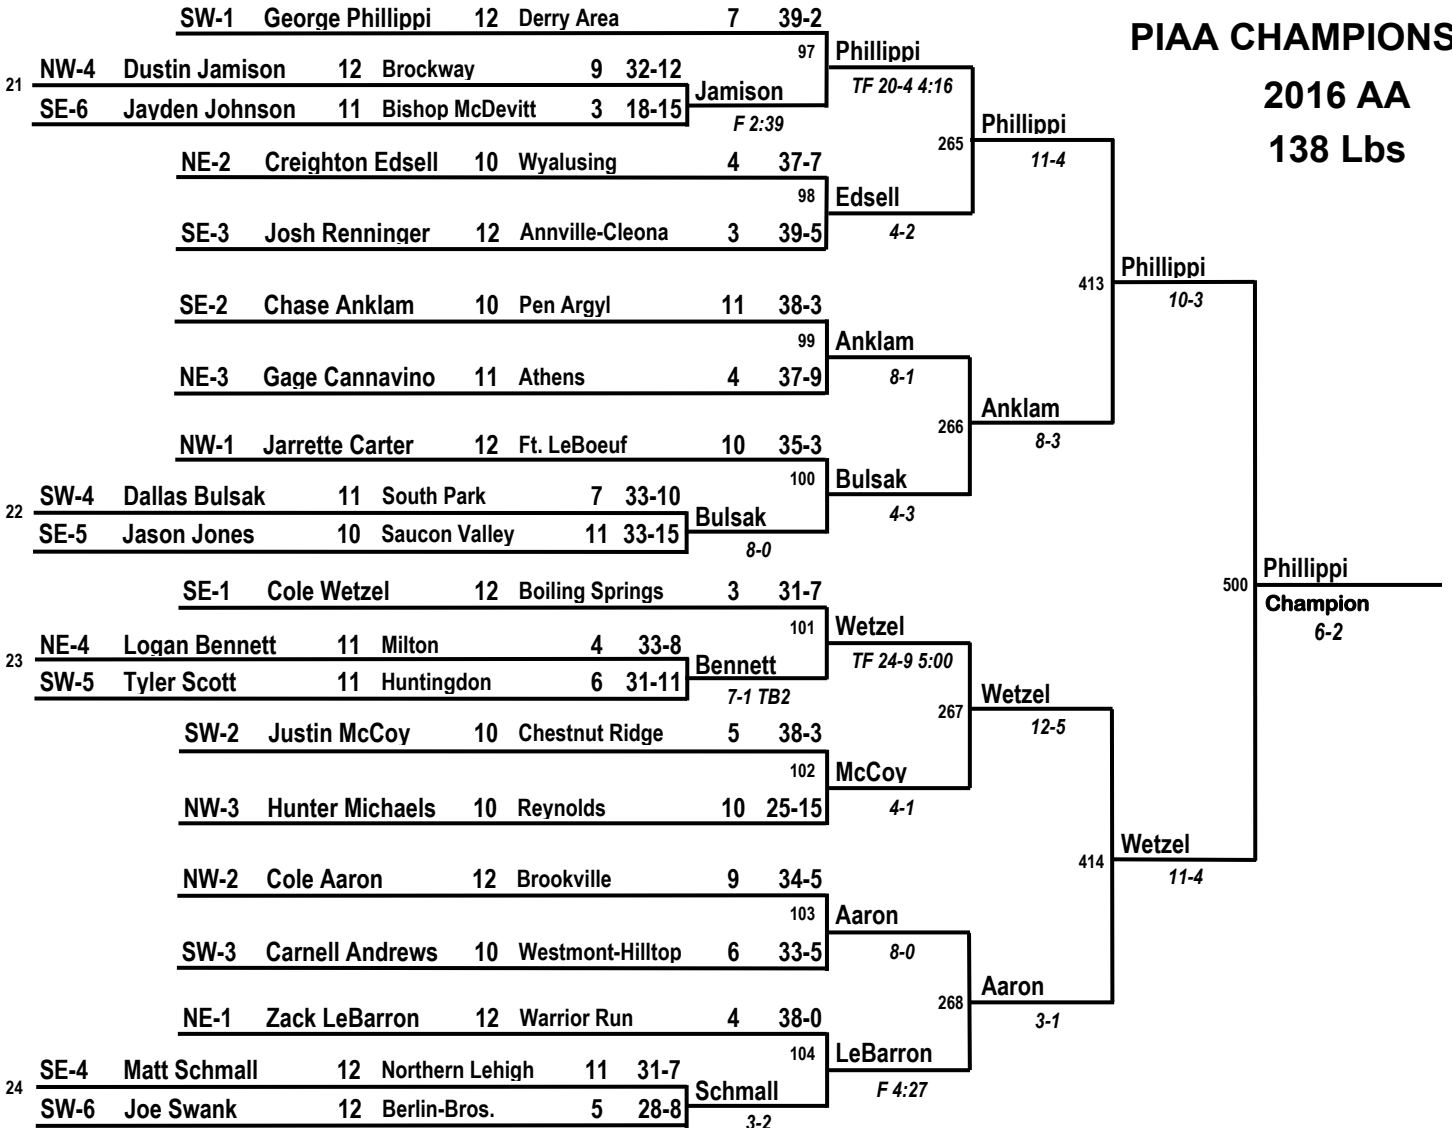 SW-1 George Phillippi 12 Derry Area 7 39-2
PIAA CHAMPIONS
97 Phillippi
21 NW-4 Dustin Jamison 12 Brockway 9 32-12
TF 20-4 4:16
2016 AA
Jamison
SE-6 Jayden Johnson 11 Bishop McDevitt 3 18-15
F 2:39
Phillippi
265
138 Lbs
11-4
NE-2 Creighton Edsell 10 Wyalusing 4 37-7
98 Edsell
4-2
SE-3 Josh Renninger 12 Annville-Cleona 3 39-5
Phillippi
413
10-3
SE-2 Chase Anklam 10 Pen Argyl 11 38-3
99 Anklam
8-1
NE-3 Gage Cannavino 11 Athens 4 37-9
Anklam
266
8-3
NW-1 Jarrette Carter 12 Ft. LeBoeuf 10 35-3
100 Bulsak
4-3
22 SW-4 Dallas Bulsak 11 South Park 7 33-10
Bulsak
SE-5 Jason Jones 10 Saucon Valley 11 33-15
8-0
Phillippi
500
Champion
6-2
SE-1 Cole Wetzel 12 Boiling Springs 3 31-7
101 Wetzel
23 NE-4 Logan Bennett 11 Milton 4 33-8
TF 24-9 5:00
Bennett
SW-5 Tyler Scott 11 Huntingdon 6 31-11
7-1 TB2
Wetzel
267
12-5
SW-2 Justin McCoy 10 Chestnut Ridge 5 38-3
102 McCoy
4-1
NW-3 Hunter Michaels 10 Reynolds 10 25-15
Wetzel
414
11-4
NW-2 Cole Aaron 12 Brookville 9 34-5
103 Aaron
8-0
SW-3 Carnell Andrews 10 Westmont-Hilltop 6 33-5
Aaron
268
3-1
NE-1 Zack LeBarron 12 Warrior Run 4 38-0
104 LeBarron
F 4:27
24 SE-4 Matt Schmall 12 Northern Lehigh 11 31-7
Schmall
SW-6 Joe Swank 12 Berlin-Bros. 5 28-8
3-2